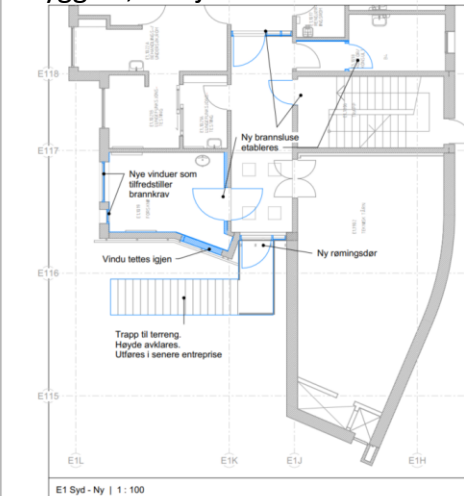 E118
E117
Ny brannsluse
etableres
Nye vinduer som
tilfredstiller
brannkrav
Vindu tettes igjen
Ny rømingsdør
E116
Trapp til terreng.
Høyde avklares.
Utføres i senere entreprise
E115
E1L
E1K
E1J
E1H
E1 Syd - Ny | 1 : 100